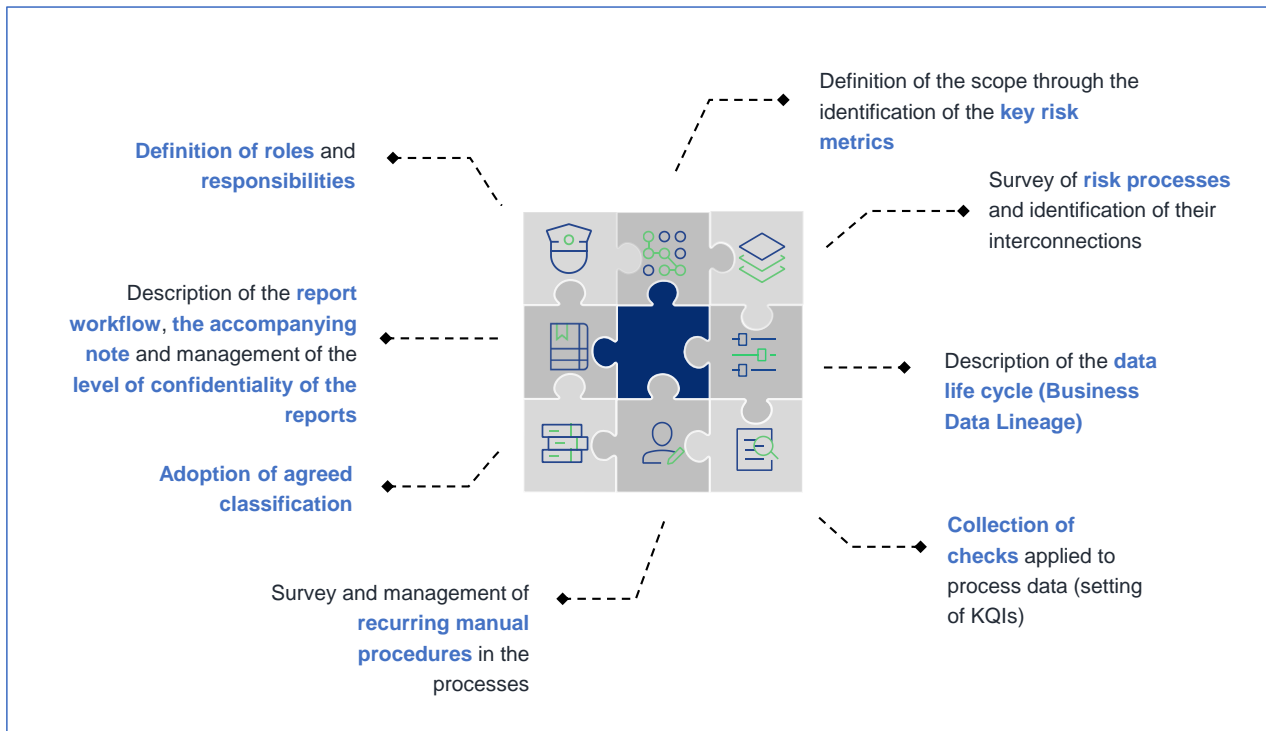 Definition of the scope through the
identification of the key risk
metrics
Definition of roles and
responsibilities
Survey of risk processes
and identification of their
interconnections
Description of the report
workflow, the accompanying
note and management of the
level of confidentiality of the
reports
Description of the data
life cycle (Business
Data Lineage)
Adoption of agreed
classification
Collection of
checks applied to
process data (setting
of KQIs)
Survey and management of
recurring manual
procedures in the
processes